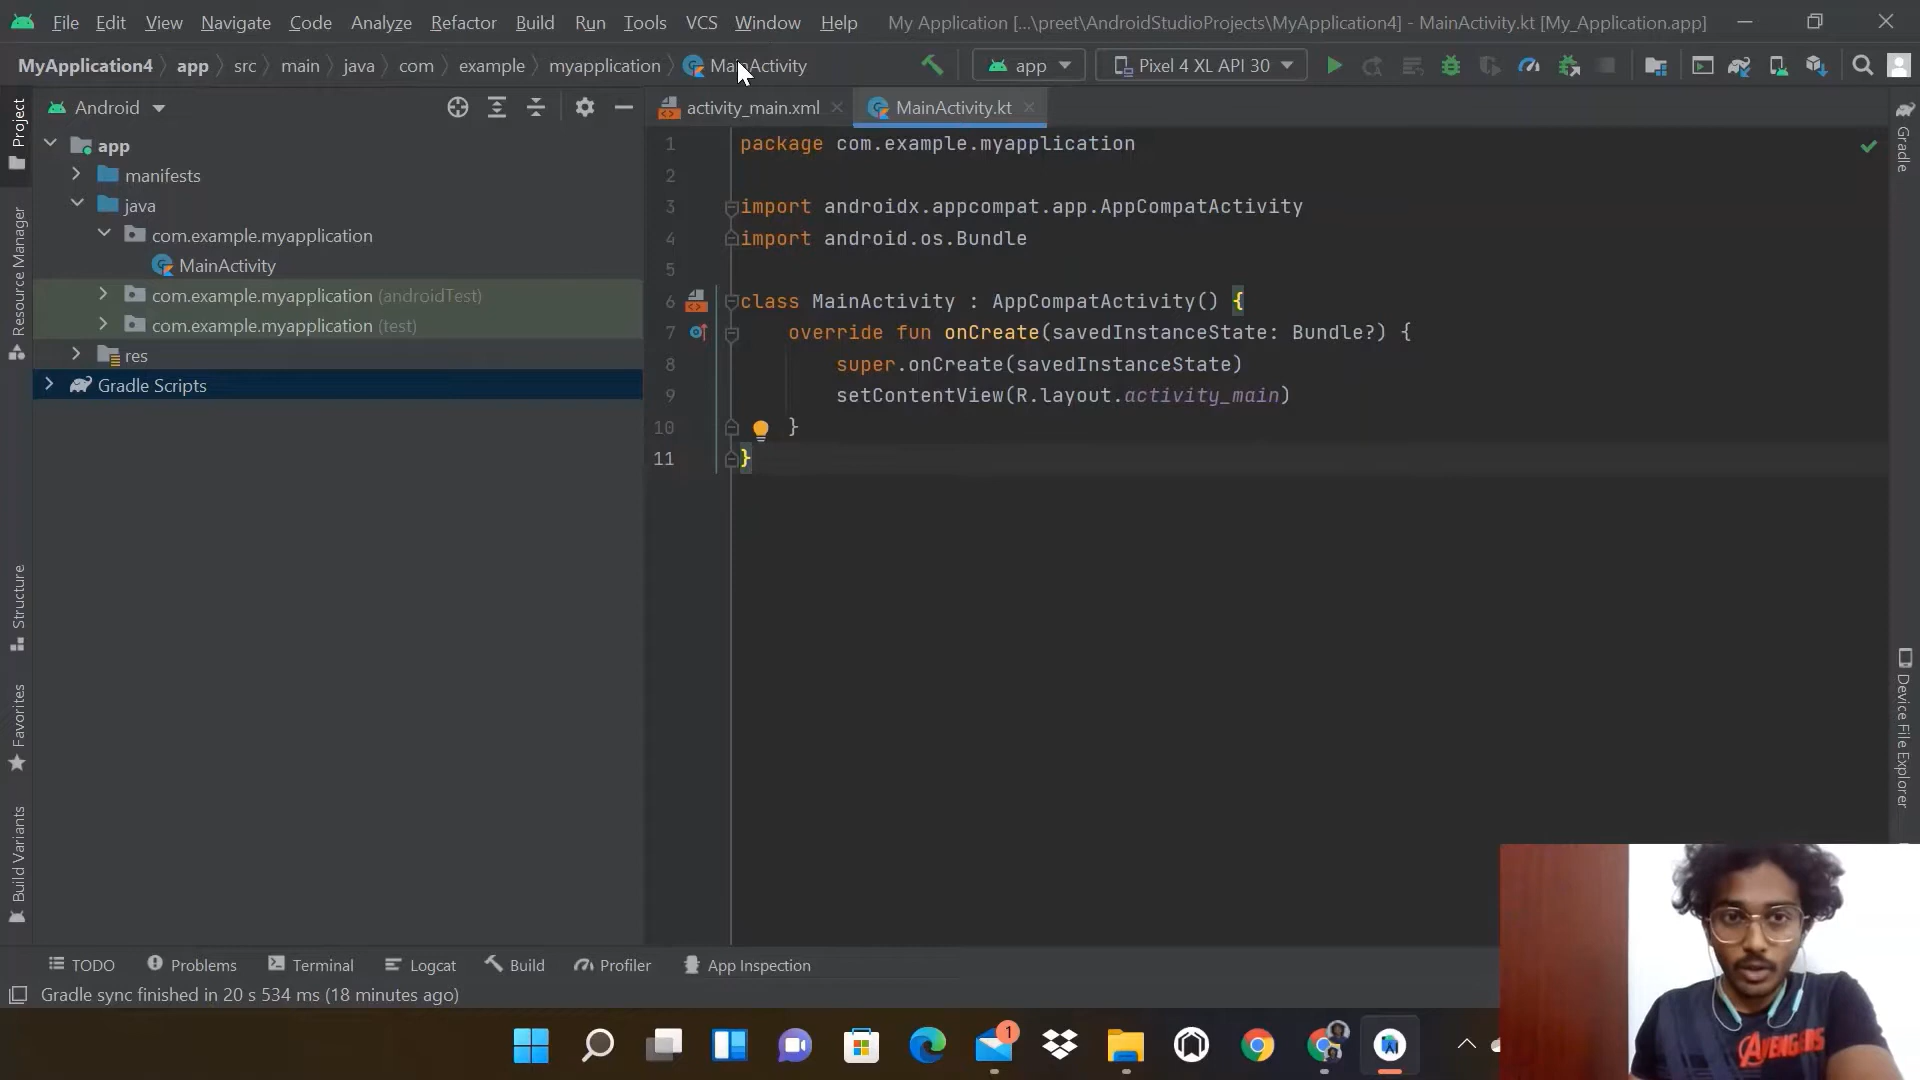 File Edit View Navigate Code Analyze Refactor Build Run Tools VCS Window Help My Application [...\preet\AndroidStudioProjects\MyApplication4] - MainActivity.kt [My_Application.app]
MyApplication4 app src main java com example myapplication MainActivity app Pixel 4 XL API 30
Android
activity_main.xml MainActivity.kt
Project
Resource Manager
Structure
Favorites
Build Variants
app
manifests
java
com.example.myapplication
MainActivity
com.example.myapplication (androidTest)
com.example.myapplication (test)
res
Gradle Scripts
1 package com.example.myapplication
2
3 import androidx.appcompat.app.AppCompatActivity
4 import android.os.Bundle
5
6 class MainActivity : AppCompatActivity() {
7 override fun onCreate(savedInstanceState: Bundle?) {
8 super.onCreate(savedInstanceState)
9 setContentView(R.layout.activity_main)
10 }
11 }
Gradle
Device File Explorer
TODO Problems Terminal Logcat Build Profiler App Inspection
Gradle sync finished in 20 s 534 ms (18 minutes ago)
1
AVENGERS